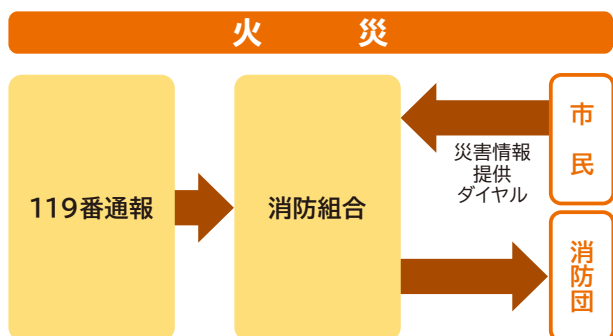 火災
119番通報
消防組合
災害情報
提供
ダイヤル
市民
消防団